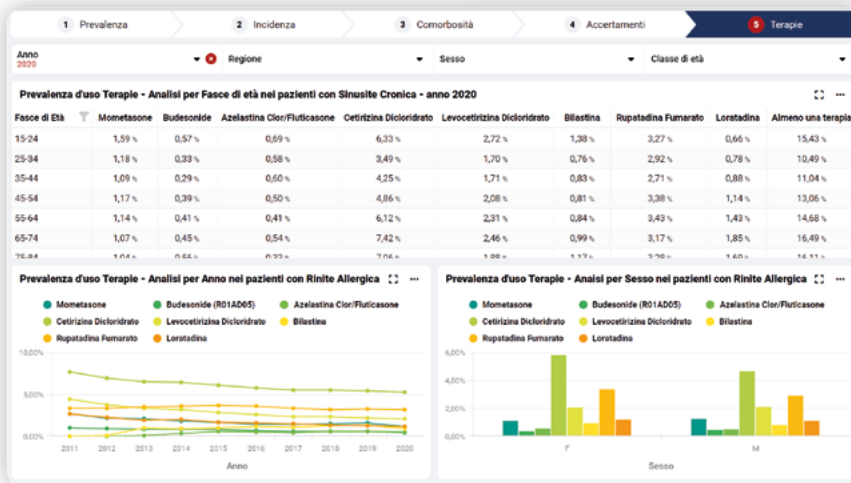 1 Prevalenza 2 Incidenza 3 Comorbosità 4 Accertamenti 5 Terapie
Anno Regione Sesso Classe di età
2020
Prevalenza d'uso Terapie - Analisi per Fasce di età nei pazienti con Sinusite Cronica - anno 2020
Fasce di Età Mometasone Budesonide Azelastina Clor/Fluticasone Cetirizina Dicloridrato Levocetirizina Dicloridrato Bilastina Rupatadina Fumarato Loratadina Almeno una terapia
15-24 1,59 % 0,57 % 0,69 % 6,33 % 2,72 % 1,38 % 3,27 % 0,66 % 15,43 %
25-34 1,18 % 0,33 % 0,58 % 3,49 % 1,70 % 0,76 % 2,92 % 0,78 % 10,49 %
35-44 1,09 % 0,29 % 0,60 % 4,25 % 1,71 % 0,83 % 2,71 % 0,88 % 11,04 %
45-54 1,17 % 0,39 % 0,50 % 4,86 % 2,08 % 0,81 % 3,38 % 1,14 % 13,06 %
55-64 1,14 % 0,41 % 0,41 % 6,12 % 2,31 % 0,84 % 3,43 % 1,43 % 14,68 %
65-74 1,07 % 0,45 % 0,54 % 7,42 % 2,46 % 0,99 % 3,17 % 1,85 % 16,49 %
75-84
Prevalenza d'uso Terapie - Analisi per Anno nei pazienti con Rinite Allergica
Mometasone Budesonide (R01AD05) Azelastina Clor/Fluticasone
Cetirizina Dicloridrato Levocetirizina Dicloridrato Bilastina
Rupatadina Fumarato Loratadina
10,00%
5,00%
0,00%
2011 2012 2013 2014 2015 2016 2017 2018 2019 2020
Anno
Prevalenza d'uso Terapie - Anaisi per Sesso nei pazienti con Rinite Allergica
Mometasone Budesonide (R01AD05) Azelastina Clor/Fluticasone
Cetirizina Dicloridrato Levocetirizina Dicloridrato Bilastina
Rupatadina Fumarato Loratadina
6,00%
4,00%
2,00%
0,00%
F M
Sesso